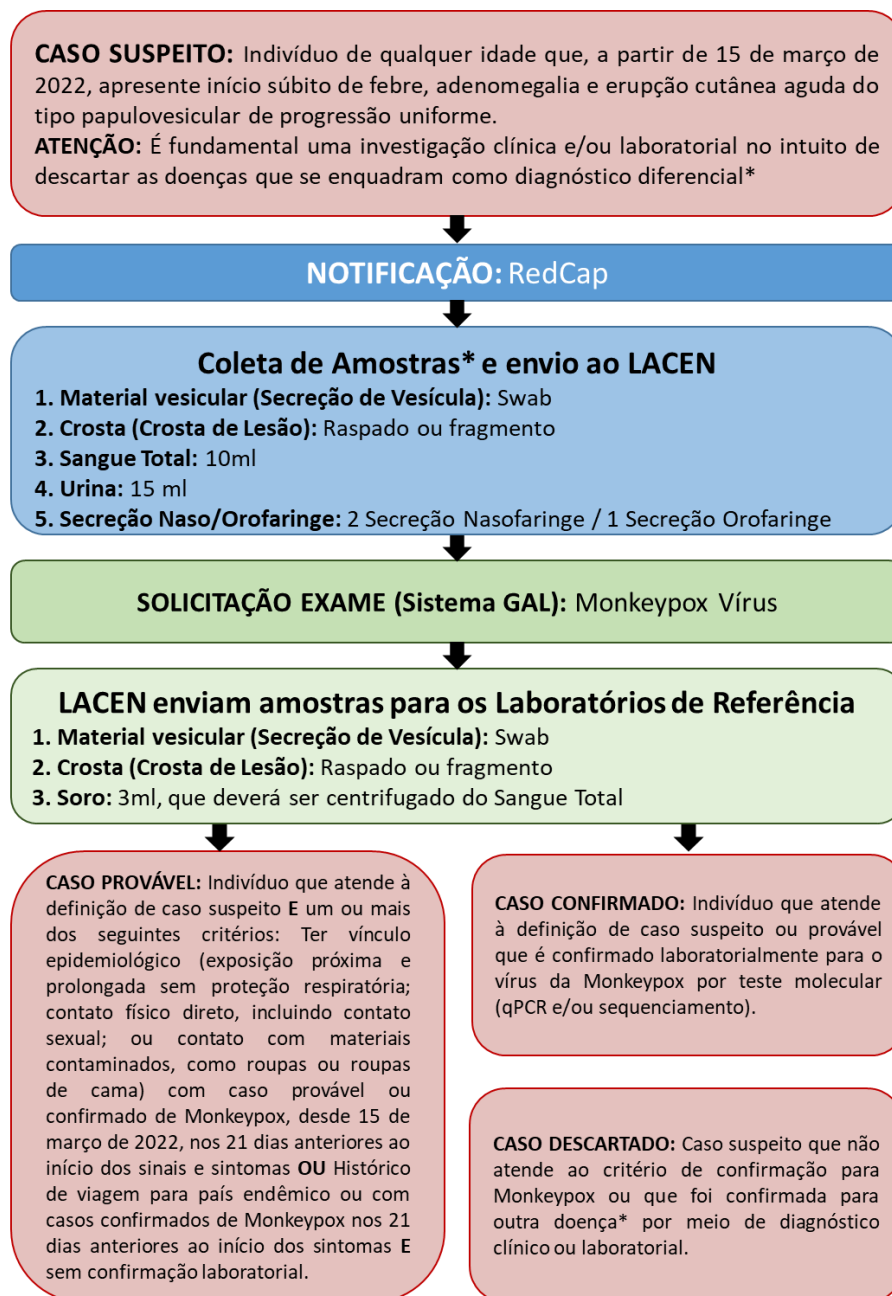 CASO SUSPEITO: Indivíduo de qualquer idade que, a partir de 15 de março de
2022, apresente início súbito de febre, adenomegalia e erupção cutânea aguda do
tipo papulovesicular de progressão uniforme.
ATENÇÃO: É fundamental uma investigação clínica e/ou laboratorial no intuito de
descartar as doenças que se enquadram como diagnóstico diferencial*
NOTIFICAÇÃO: RedCap
Coleta de Amostras* e envio ao LACEN
1. Material vesicular (Secreção de Vesícula): Swab
2. Crosta (Crosta de Lesão): Raspado ou fragmento
3. Sangue Total: 10ml
4. Urina: 15 ml
5. Secreção Naso/Orofaringe: 2 Secreção Nasofaringe / 1 Secreção Orofaringe
SOLICITAÇÃO EXAME (Sistema GAL): Monkeypox Vírus
LACEN enviam amostras para os Laboratórios de Referência
1. Material vesicular (Secreção de Vesícula): Swab
2. Crosta (Crosta de Lesão): Raspado ou fragmento
3. Soro: 3ml, que deverá ser centrifugado do Sangue Total
CASO PROVÁVEL: Indivíduo que atende à
definição de caso suspeito E um ou mais
dos seguintes critérios: Ter vínculo
epidemiológico (exposição próxima e
prolongada sem proteção respiratória;
contato físico direto, incluindo contato
sexual; ou contato com materiais
contaminados, como roupas ou roupas
de cama) com caso provável ou
confirmado de Monkeypox, desde 15 de
março de 2022, nos 21 dias anteriores ao
início dos sinais e sintomas OU Histórico
de viagem para país endêmico ou com
casos confirmados de Monkeypox nos 21
dias anteriores ao início dos sintomas E
sem confirmação laboratorial.
CASO CONFIRMADO: Indivíduo que atende
à definição de caso suspeito ou provável
que é confirmado laboratorialmente para o
vírus da Monkeypox por teste molecular
(qPCR e/ou sequenciamento).
CASO DESCARTADO: Caso suspeito que não
atende ao critério de confirmação para
Monkeypox ou que foi confirmada para
outra doença* por meio de diagnóstico
clínico ou laboratorial.